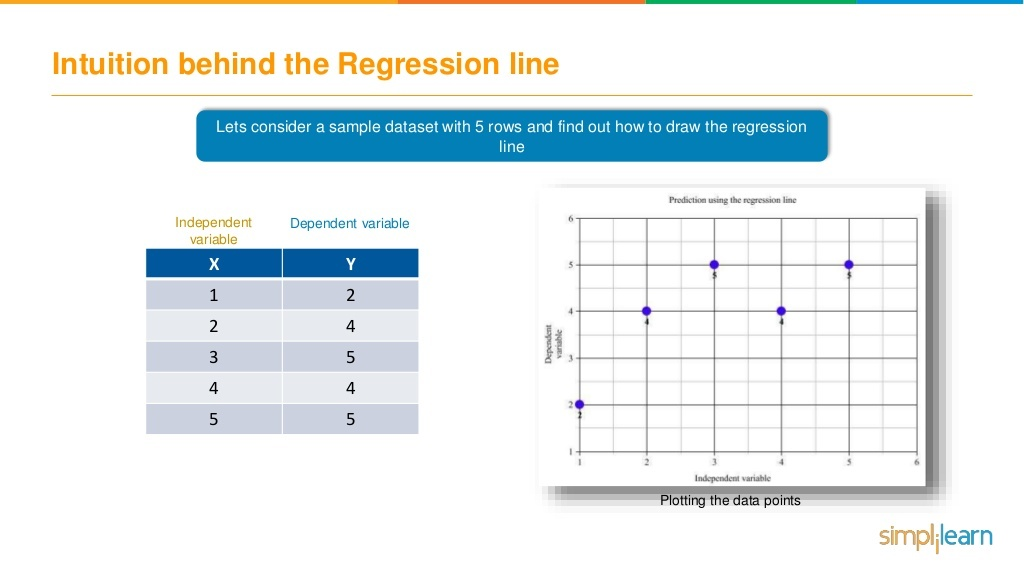 Intuition behind the Regression line
Lets consider a sample dataset with 5 rows and find out how to draw the regression
line
Independent
variable
Dependent variable
X Y
1 2
2 4
3 5
4 4
5 5
Prediction using the regression line
6
5
4
3
2
1
Dependent
variable
2
4
5
4
5
1 2 3 4 5 6
Independent variable
Plotting the data points
simplilearn